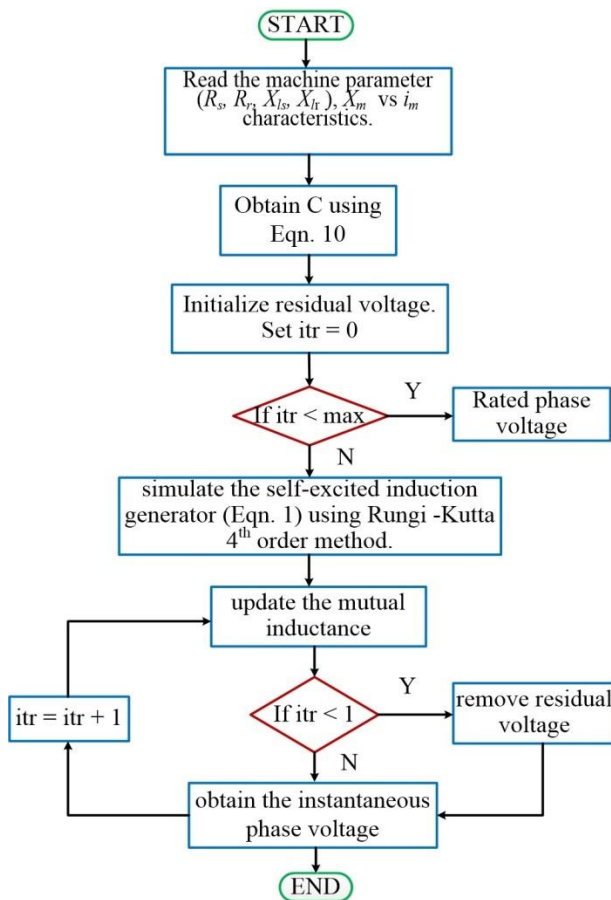 START
Read the machine parameter
(Rs, Rr, Xls, Xlr), Xm vs im
characteristics.
Obtain C using
Eqn. 10
Initialize residual voltage.
Set itr = 0
If itr < max
Y
Rated phase
voltage
N
simulate the self-excited induction
generator (Eqn. 1) using Rungi -Kutta
4th order method.
update the mutual
inductance
itr = itr + 1
If itr < 1
Y
remove residual
voltage
N
obtain the instantaneous
phase voltage
END